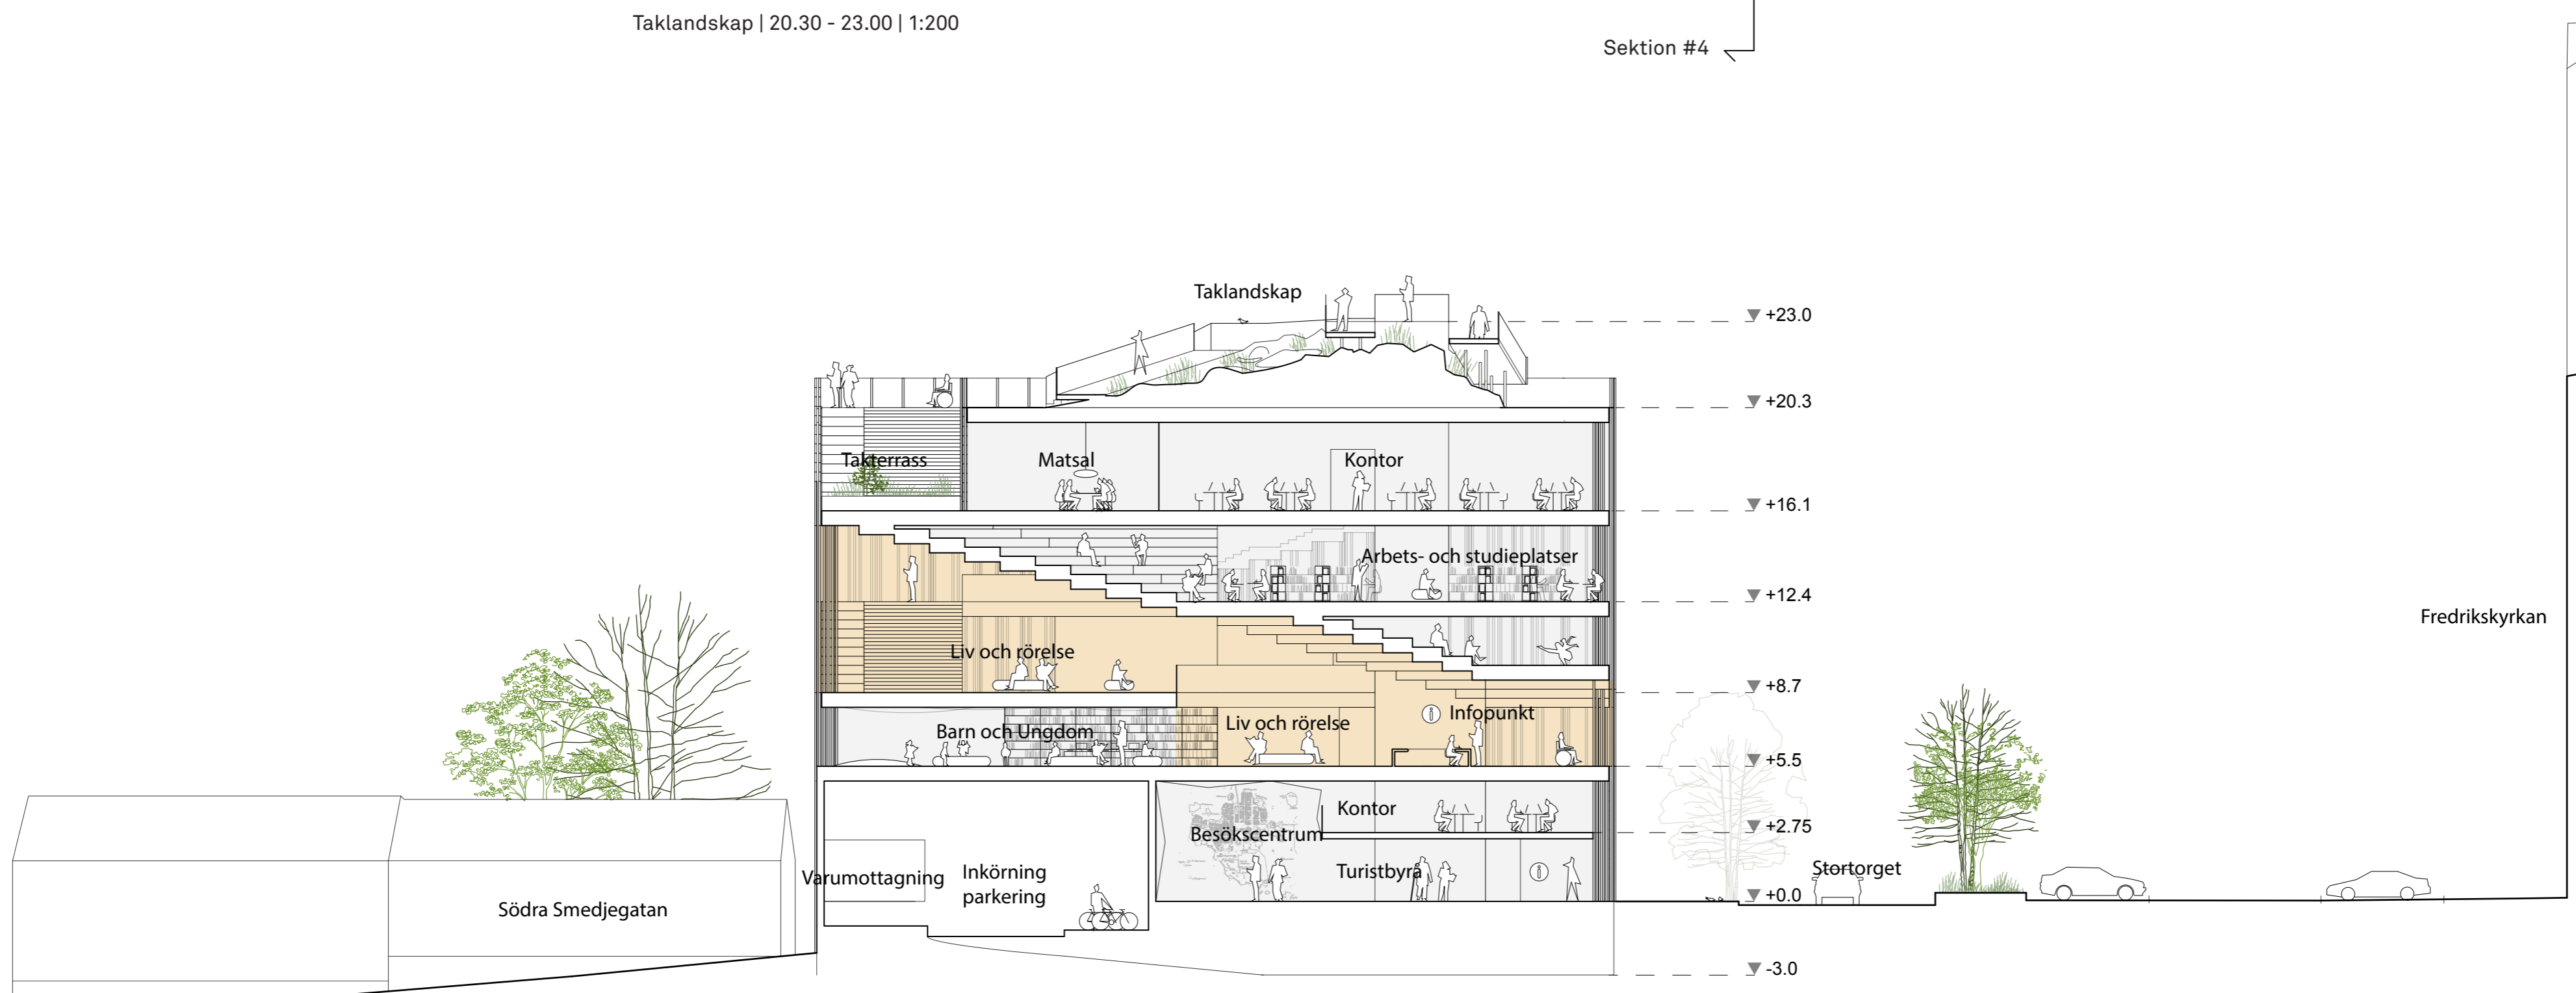 Taklandskap | 20.30 - 23.00 | 1:200
Sektion #4
Taklandskap
+23.0
+20.3
Takterrass
Matsal
Kontor
+16.1
Arbets- och studieplatser
+12.4
Fredrikskyrkan
Liv och rörelse
+8.7
Barn och Ungdom
Liv och rörelse
Infopunkt
+5.5
Kontor
Besökscentrum
+2.75
Varumottagning
Inkörning
parkering
Turistbyrå
Stortorget
+0.0
Södra Smedjegatan
-3.0